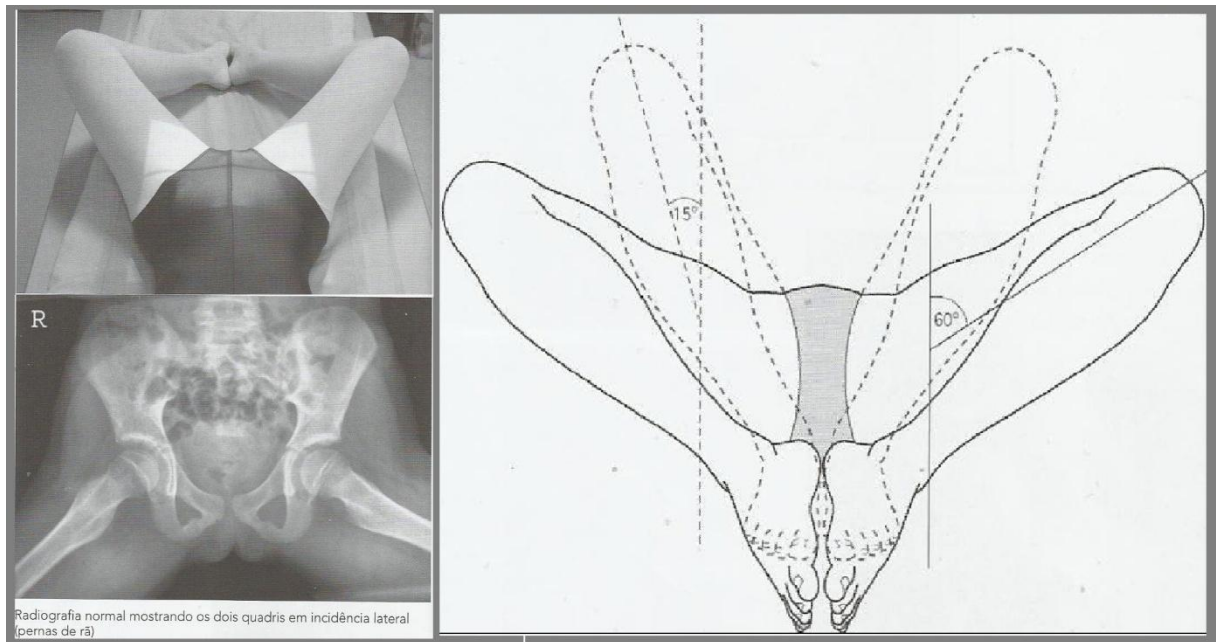 R
Radiografia normal mostrando os dois quadris em incidência lateral
(pernas de rã)
15°
60°